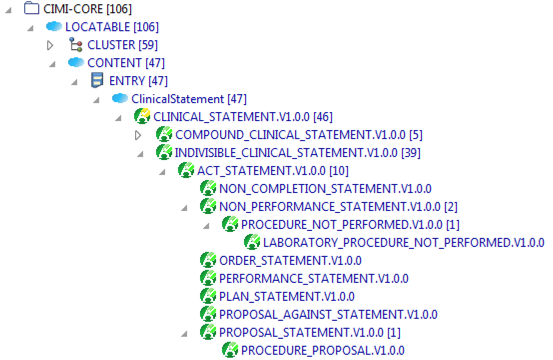 CIMI-CORE [106]
LOCATABLE [106]
CLUSTER [59]
CONTENT [47]
ENTRY [47]
ClinicalStatement [47]
CLINICAL_STATEMENT.V1.0.0 [46]
COMPOUND_CLINICAL_STATEMENT.V1.0.0 [5]
INDIVISIBLE_CLINICAL_STATEMENT.V1.0.0 [39]
ACT_STATEMENT.V1.0.0 [10]
NON_COMPLETION_STATEMENT.V1.0.0
NON_PERFORMANCE_STATEMENT.V1.0.0 [2]
PROCEDURE_NOT_PERFORMED.V1.0.0 [1]
LABORATORY_PROCEDURE_NOT_PERFORMED.V1.0.0
ORDER_STATEMENT.V1.0.0
PERFORMANCE_STATEMENT.V1.0.0
PLAN_STATEMENT.V1.0.0
PROPOSAL_AGAINST_STATEMENT.V1.0.0
PROPOSAL_STATEMENT.V1.0.0 [1]
PROCEDURE_PROPOSAL.V1.0.0